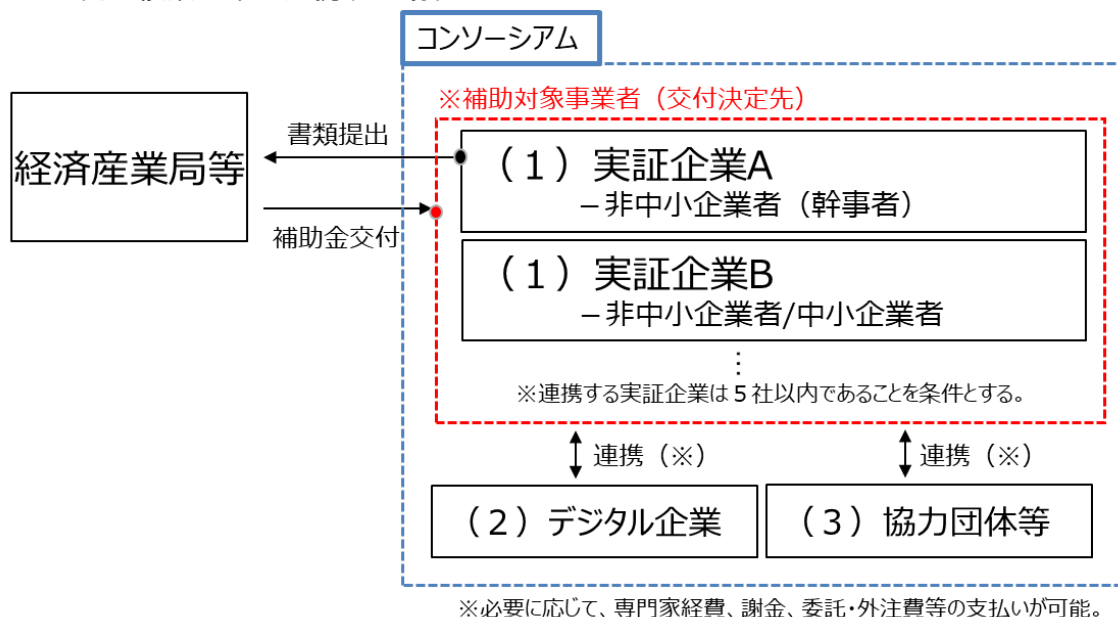 コンソーシアム
※補助対象事業者（交付決定先）
経済産業局等
書類提出
補助金交付
（１）実証企業A
－非中小企業者（幹事者）
（１）実証企業B
－非中小企業者/中小企業者
⋮
※連携する実証企業は５社以内であることを条件とする。
連携（※）
連携（※）
（２）デジタル企業
（３）協力団体等
※必要に応じて、専門家経費、謝金、委託・外注費等の支払いが可能。